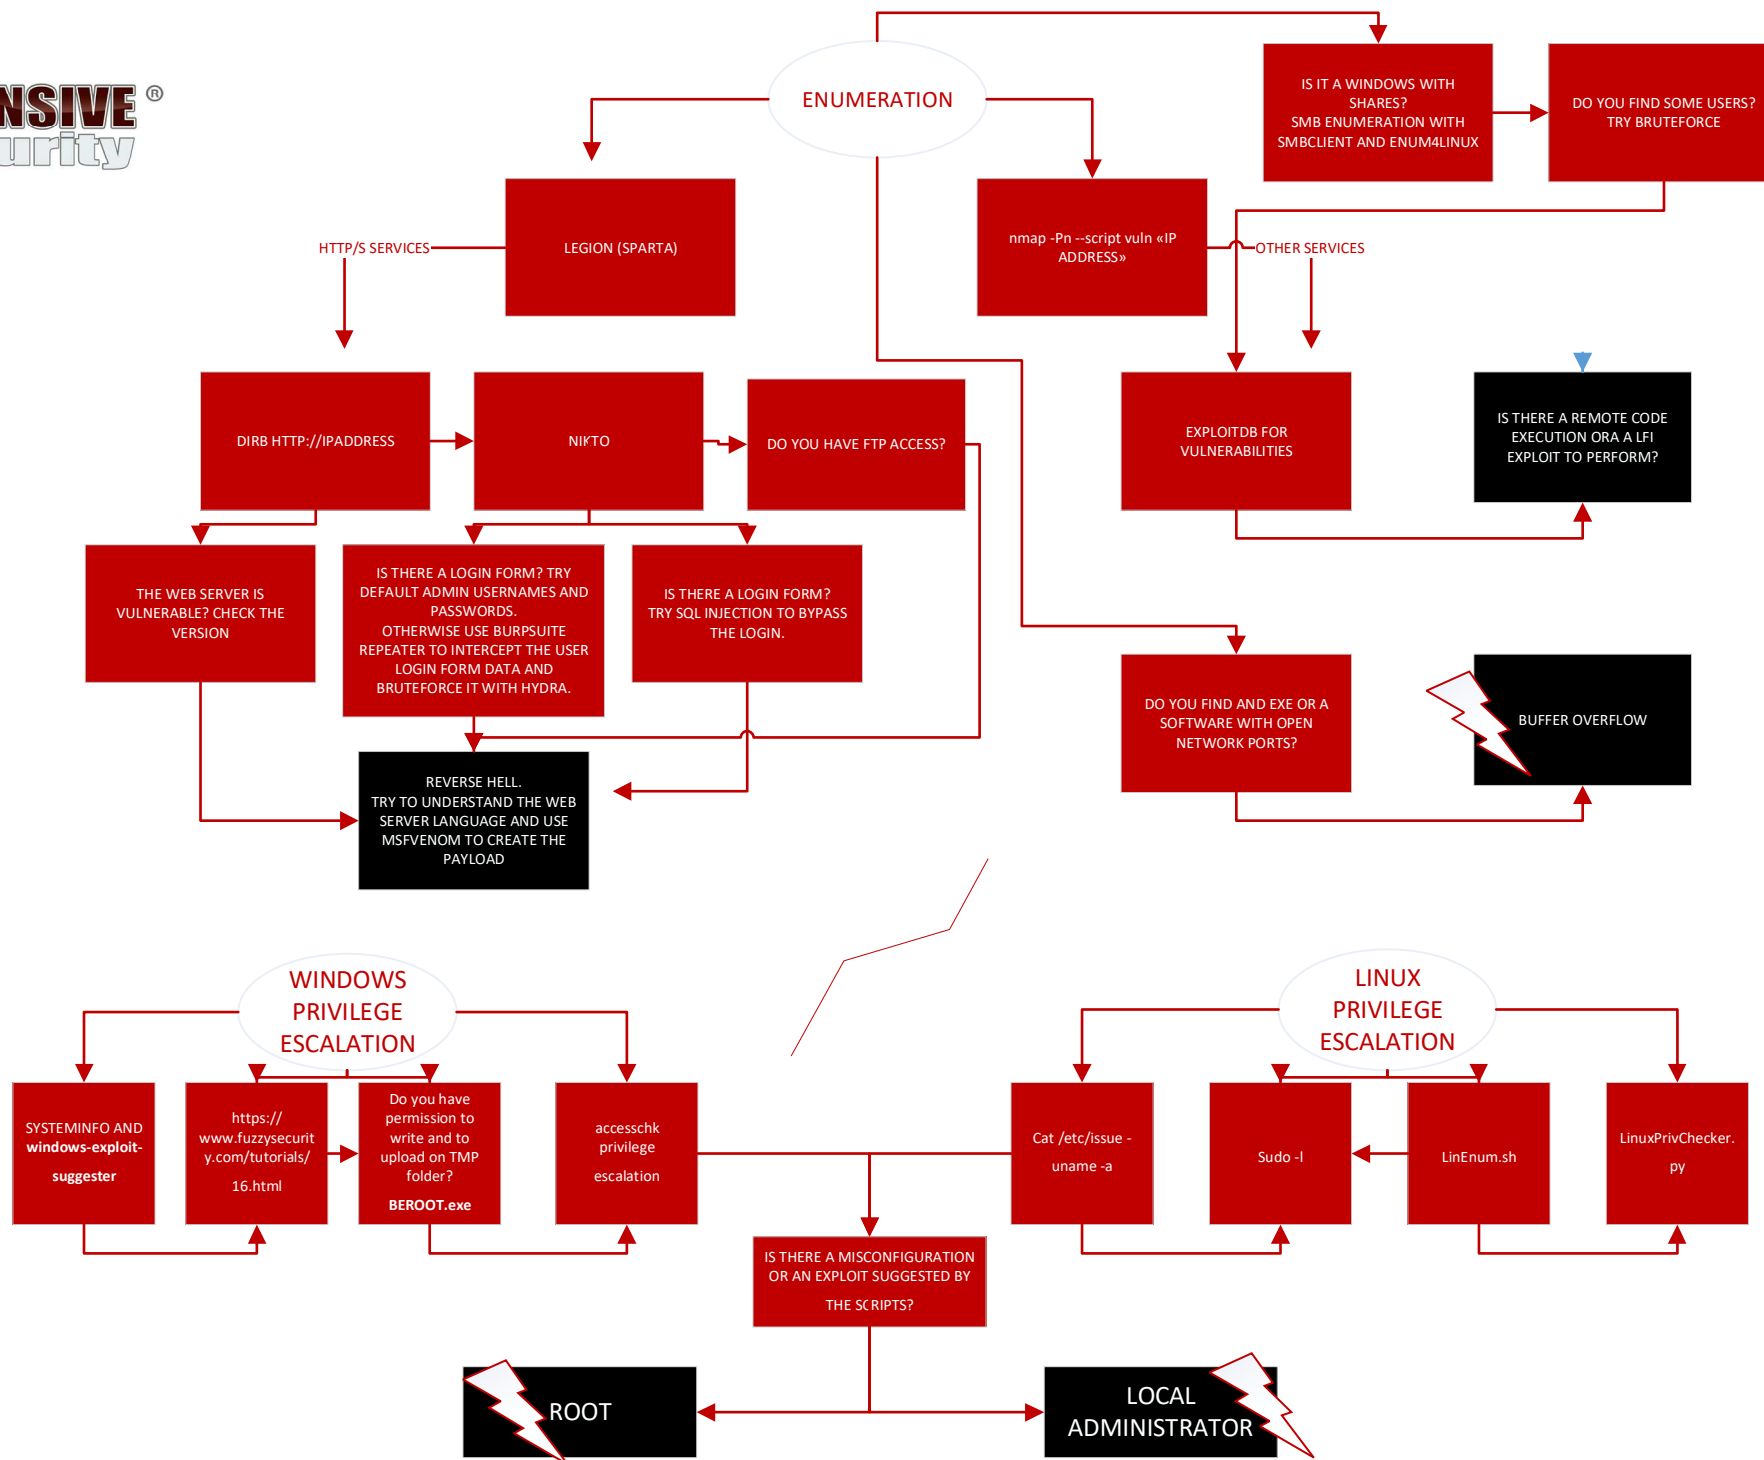 NSIVE ®
urity
ENUMERATION
IS IT A WINDOWS WITH
SHARES?
SMB ENUMERATION WITH
SMBCLIENT AND ENUM4LINUX
DO YOU FIND SOME USERS?
TRY BRUTEFORCE
HTTP/S SERVICES
LEGION (SPARTA)
nmap -Pn --script vuln «IP
ADDRESS»
OTHER SERVICES
DIRB HTTP://IPADDRESS
NIKTO
DO YOU HAVE FTP ACCESS?
EXPLOITDB FOR
VULNERABILITIES
IS THERE A REMOTE CODE
EXECUTION ORA A LFI
EXPLOIT TO PERFORM?
THE WEB SERVER IS
VULNERABLE? CHECK THE
VERSION
IS THERE A LOGIN FORM? TRY
DEFAULT ADMIN USERNAMES AND
PASSWORDS.
OTHERWISE USE BURPSUITE
REPEATER TO INTERCEPT THE USER
LOGIN FORM DATA AND
BRUTEFORCE IT WITH HYDRA.
IS THERE A LOGIN FORM?
TRY SQL INJECTION TO BYPASS
THE LOGIN.
DO YOU FIND AND EXE OR A
SOFTWARE WITH OPEN
NETWORK PORTS?
BUFFER OVERFLOW
REVERSE HELL.
TRY TO UNDERSTAND THE WEB
SERVER LANGUAGE AND USE
MSFVENOM TO CREATE THE
PAYLOAD
WINDOWS
PRIVILEGE
ESCALATION
LINUX
PRIVILEGE
ESCALATION
SYSTEMINFO AND
windows-exploit-
suggester
https://
www.fuzzysecurit
y.com/tutorials/
16.html
Do you have
permission to
write and to
upload on TMP
folder?
BEROOT.exe
accesschk
privilege
escalation
Cat /etc/issue -
uname -a
Sudo -l
LinEnum.sh
LinuxPrivChecker.
py
IS THERE A MISCONFIGURATION
OR AN EXPLOIT SUGGESTED BY
THE SCRIPTS?
ROOT
LOCAL
ADMINISTRATOR